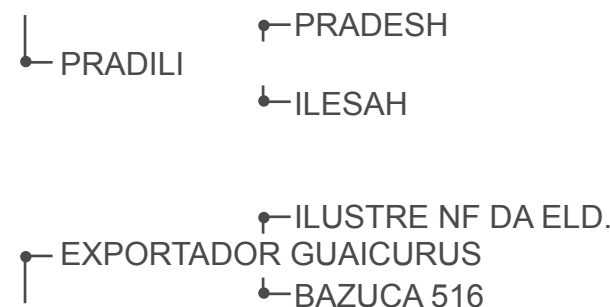 PRADESH
PRADILI
ILESAH
ILUSTRE NF DA ELD.
EXPORTADOR GUAICURUS
BAZUCA 516